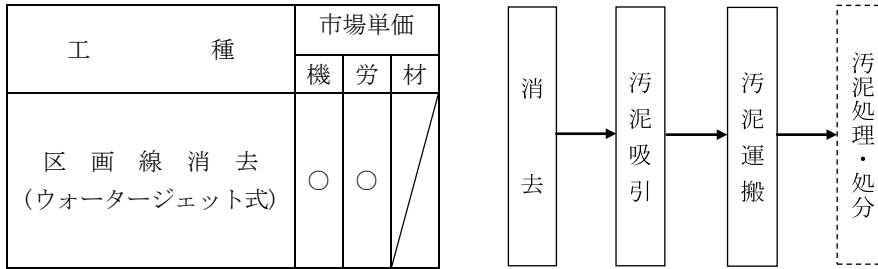 工種
市場単価
機 労 材
区画線消去
(ウォータージェット式)
○ ○
消去
汚泥吸引
汚泥運搬
汚泥処理・処分